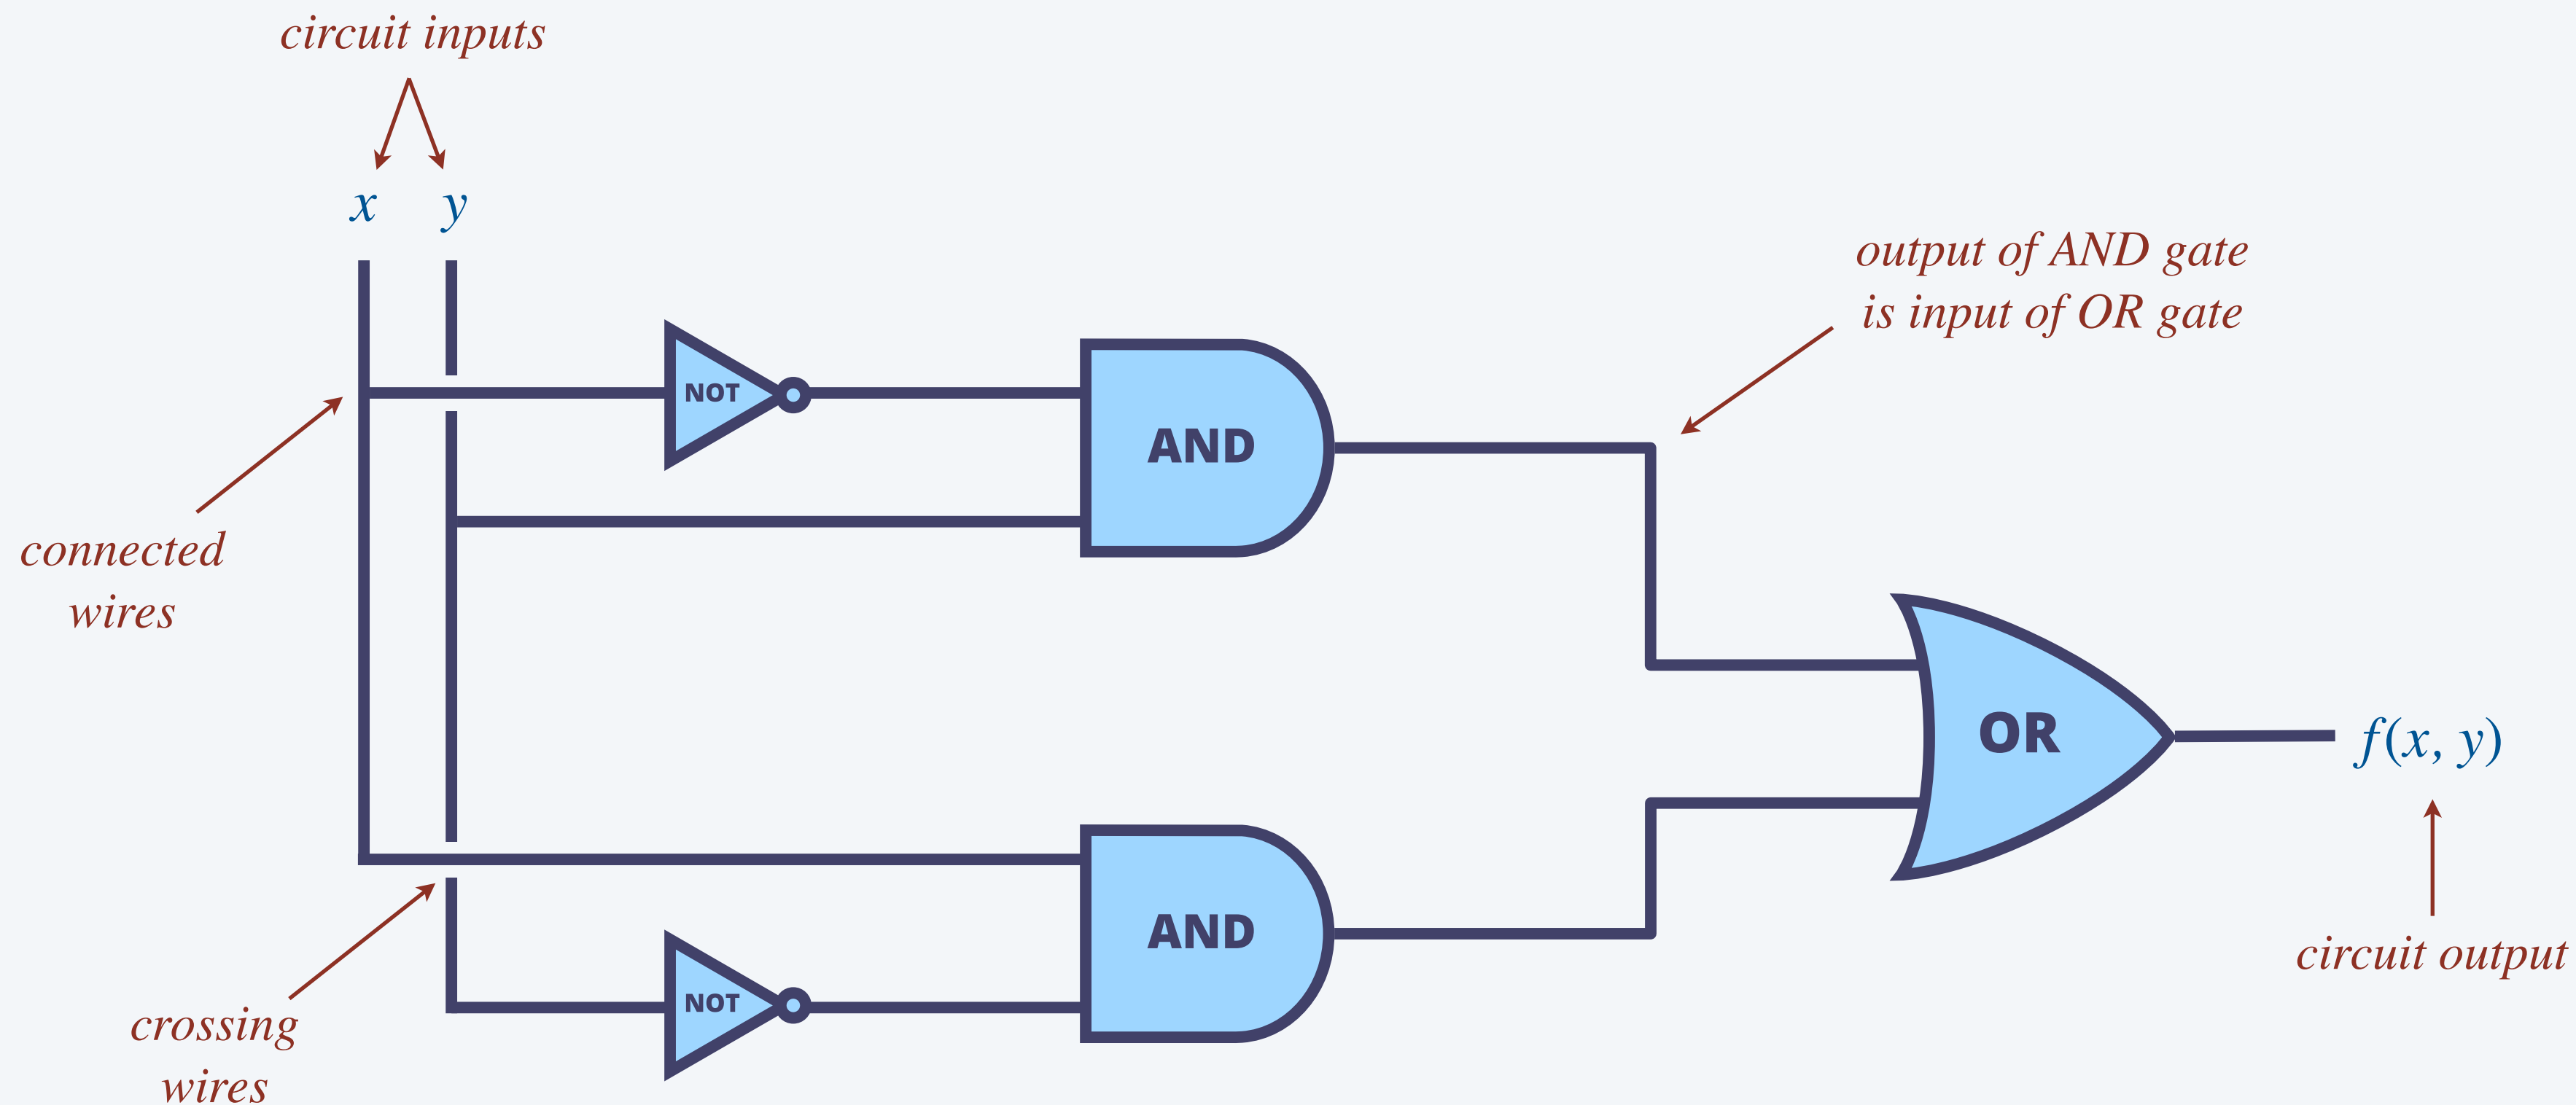 circuit inputs
x y
output of AND gate
is input of OR gate
NOT
AND
connected
wires
OR
f(x, y)
AND
circuit output
NOT
crossing
wires